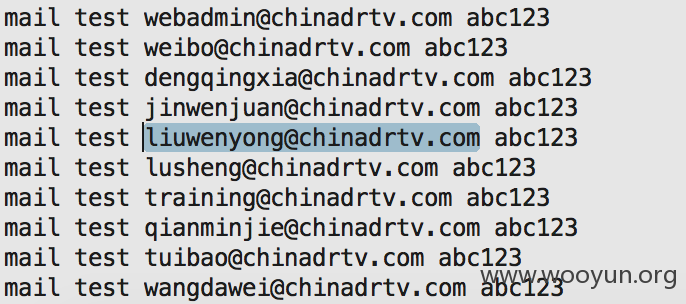 mail test webadmin@chinadrtv.com abc123
mail test weibo@chinadrtv.com abc123
mail test dengqingxia@chinadrtv.com abc123
mail test jinwenjuan@chinadrtv.com abc123
mail test liuwenyong@chinadrtv.com abc123
mail test lusheng@chinadrtv.com abc123
mail test training@chinadrtv.com abc123
mail test qianminjie@chinadrtv.com abc123
mail test tuibao@chinadrtv.com abc123
mail test wangdawei@chinadrtv.com abc123
www.wooyun.org